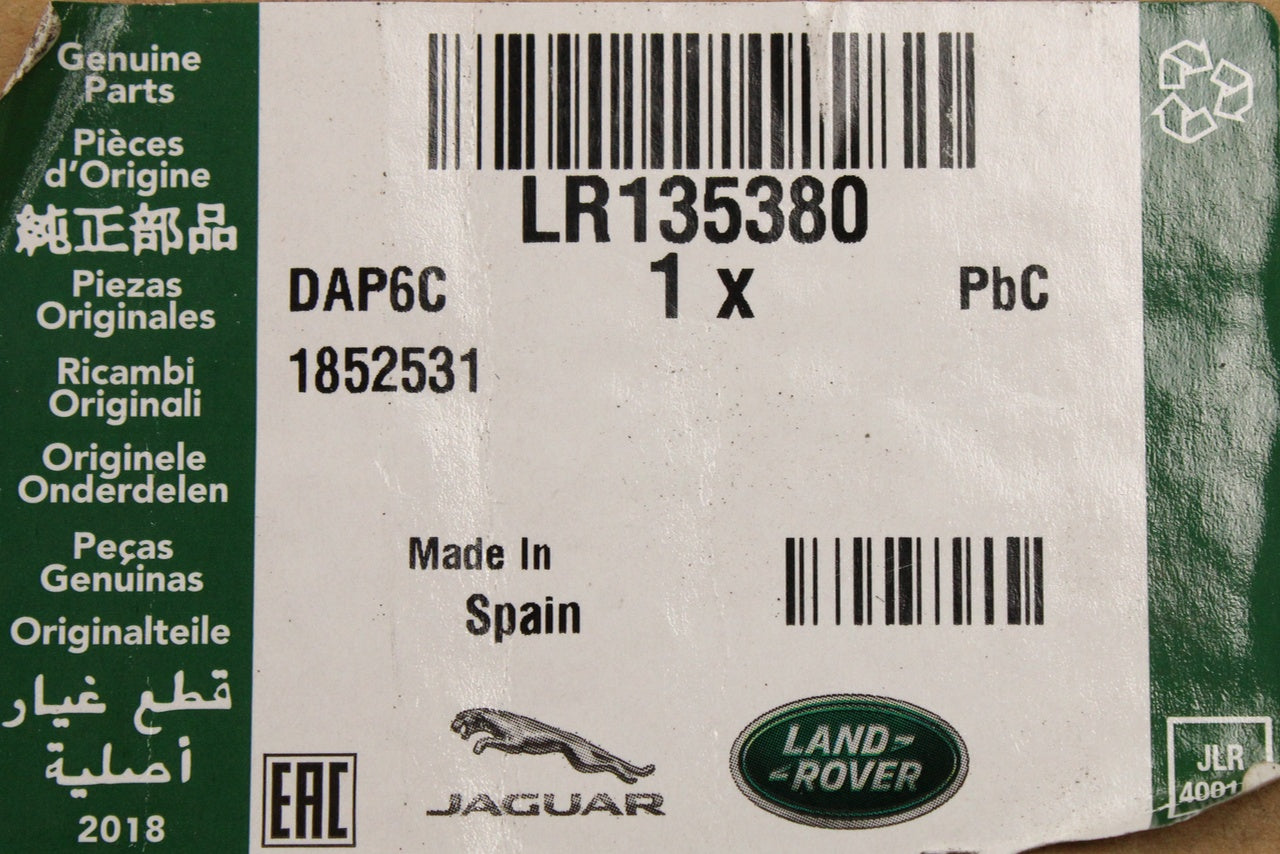 Genuine
Parts
Pièces
d'Origine
純正部品
Piezas
Originales
Ricambi
Originali
Originele
Onderdelen
Peças
Genuinas
Originalteile
قطع غيار
أصلية
2018
LR135380
DAP6C
1 x
PbC
1852531
Made In
Spain
EAC
JAGUAR
LAND-
-ROVER
JLR